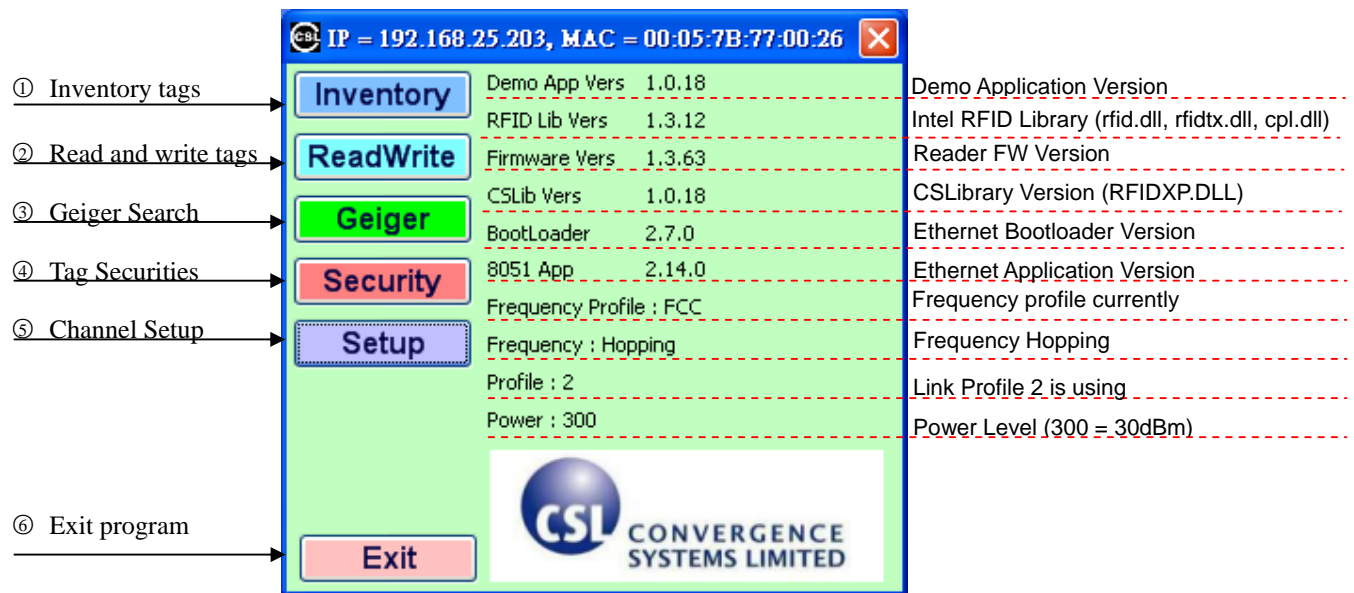 CSL IP = 192.168.25.203, MAC = 00:05:7B:77:00:26
① Inventory tags
② Read and write tags
③ Geiger Search
④ Tag Securities
⑤ Channel Setup
⑥ Exit program
Inventory
ReadWrite
Geiger
Security
Setup
Exit
Demo App Vers 1.0.18
RFID Lib Vers 1.3.12
Firmware Vers 1.3.63
CSLib Vers 1.0.18
BootLoader 2.7.0
8051 App 2.14.0
Frequency Profile : FCC
Frequency : Hopping
Profile : 2
Power : 300
CSL
CONVERGENCE
SYSTEMS LIMITED
Demo Application Version
Intel RFID Library (rfid.dll, rfidtx.dll, cpl.dll)
Reader FW Version
CSLibrary Version (RFIDXP.DLL)
Ethernet Bootloader Version
Ethernet Application Version
Frequency profile currently
Frequency Hopping
Link Profile 2 is using
Power Level (300 = 30dBm)